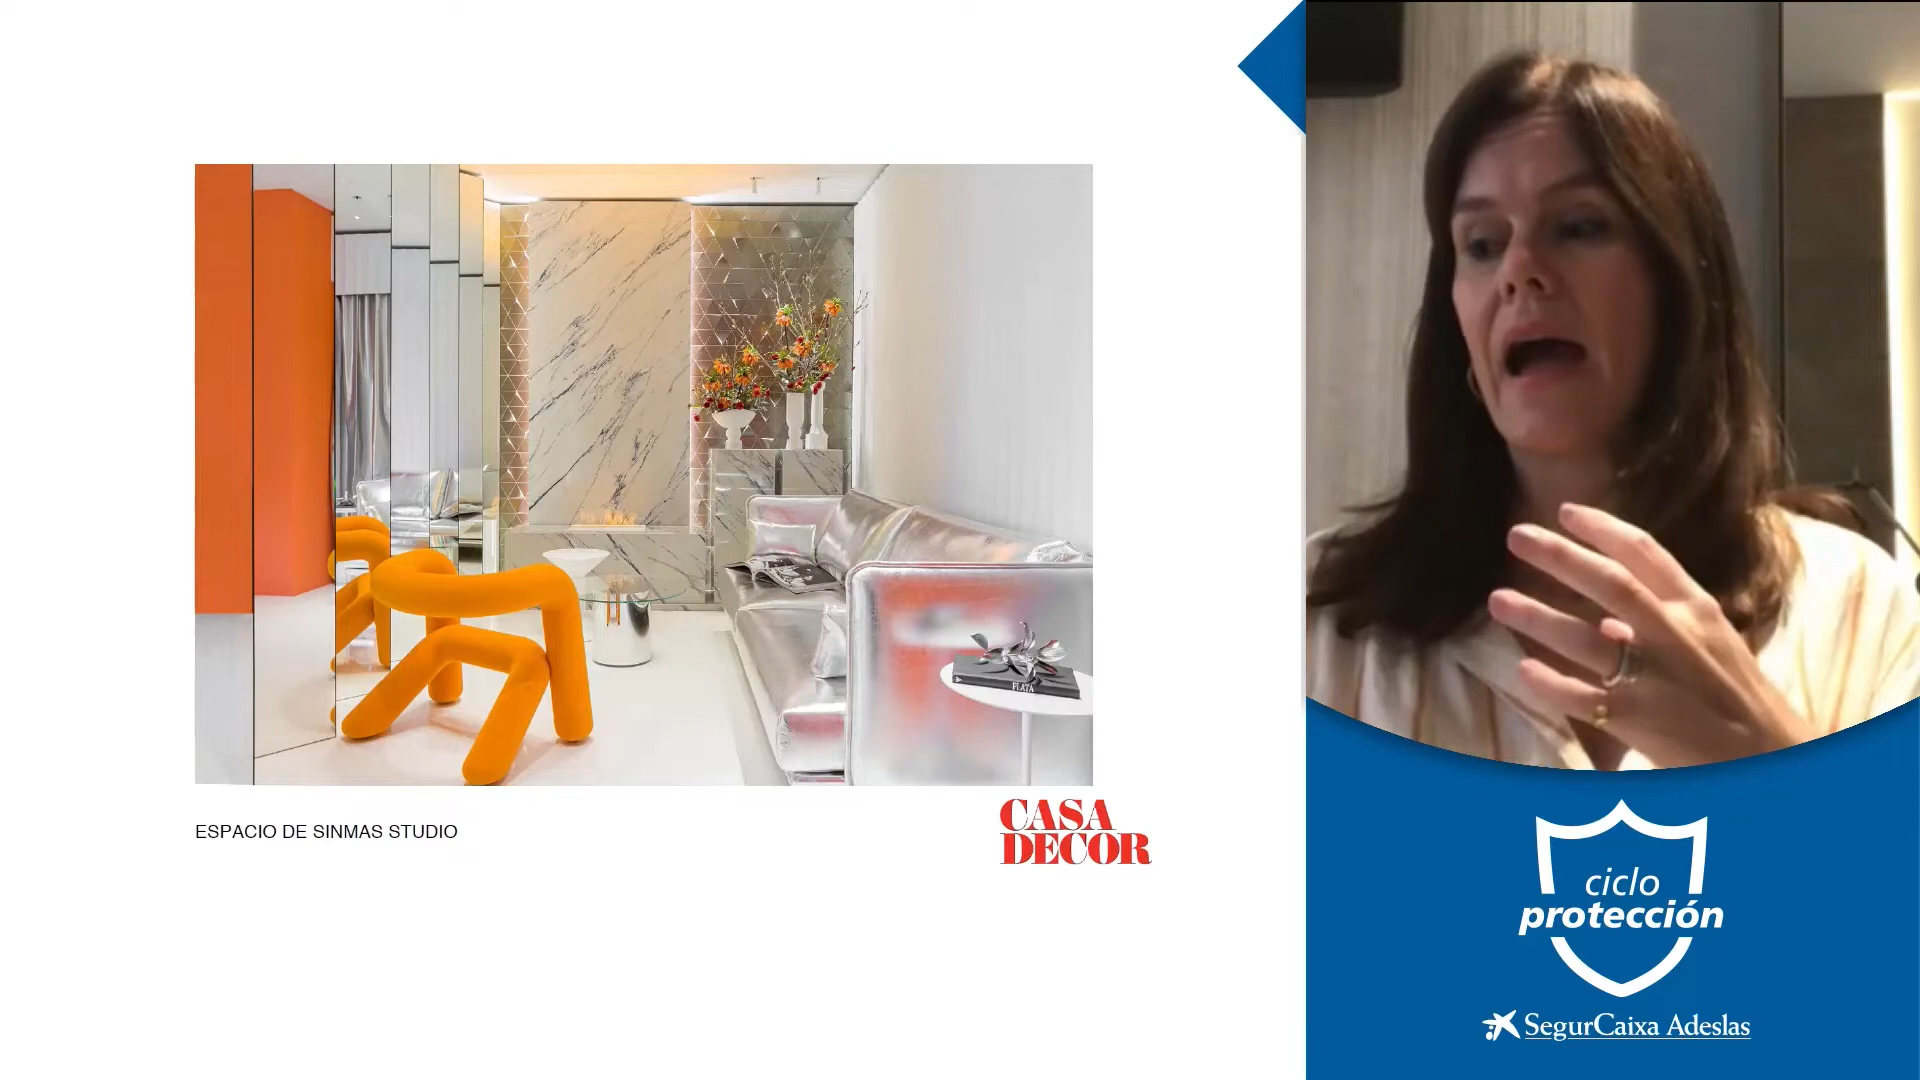 PLATA
ESPACIO DE SINMAS STUDIO
CASA
DECOR
ciclo
protección
SegurCaixa Adeslas